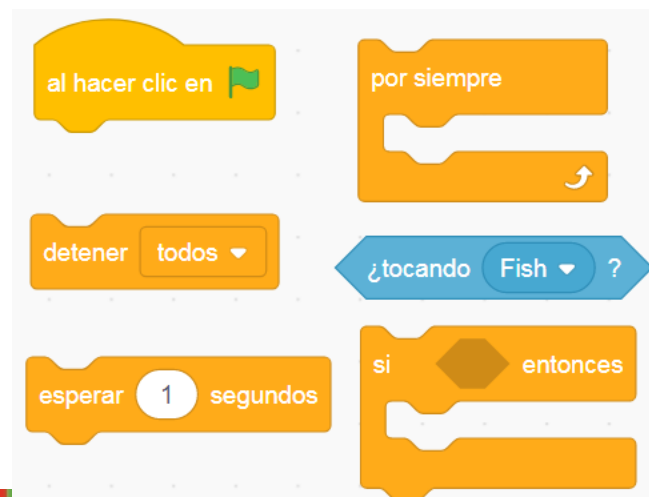 al hacer clic en
por siempre
detener todos
¿tocando Fish ?
esperar 1 segundos
si entonces